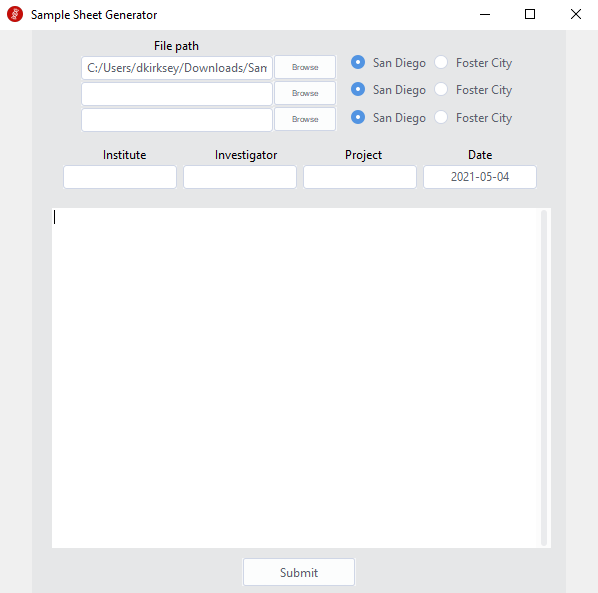 Sample Sheet Generator
File path
C:/Users/dkirksey/Downloads/Sam Browse San Diego Foster City
Browse San Diego Foster City
Browse San Diego Foster City
Institute Investigator Project Date
2021-05-04
Submit